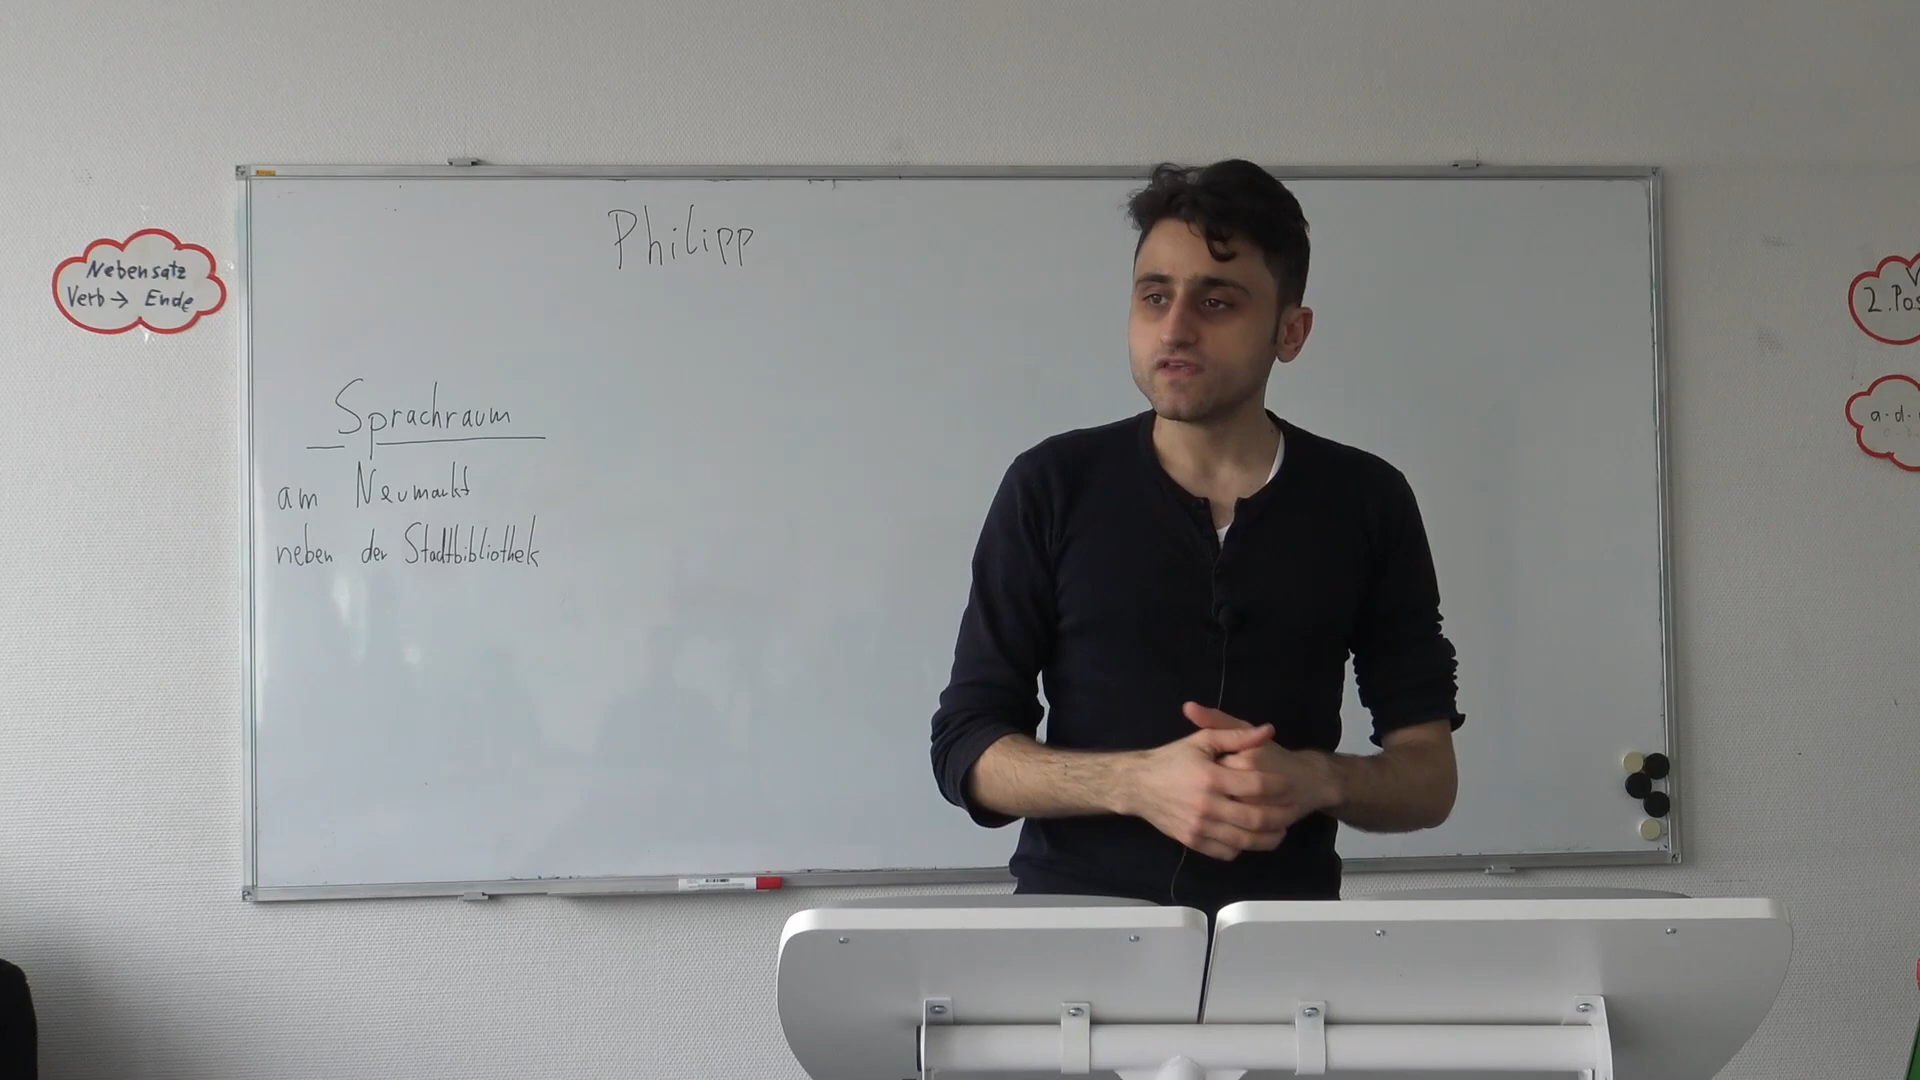 Philipp
Nebensatz
Verb → Ende
Sprachraum
am Neumarkt
neben der Stadtbibliothek
2. Pos
a·d·